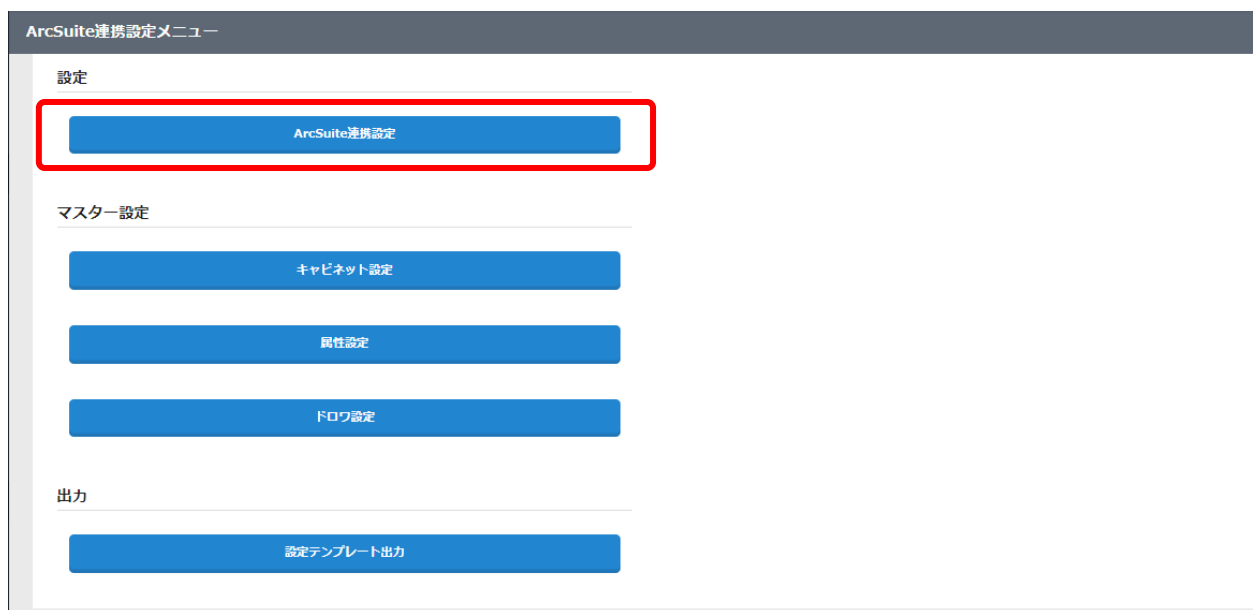 ArcSuite連携設定メニュー
設定
ArcSuite連携設定
マスター設定
キャビネット設定
属性設定
ドロワ設定
出力
設定テンプレート出力